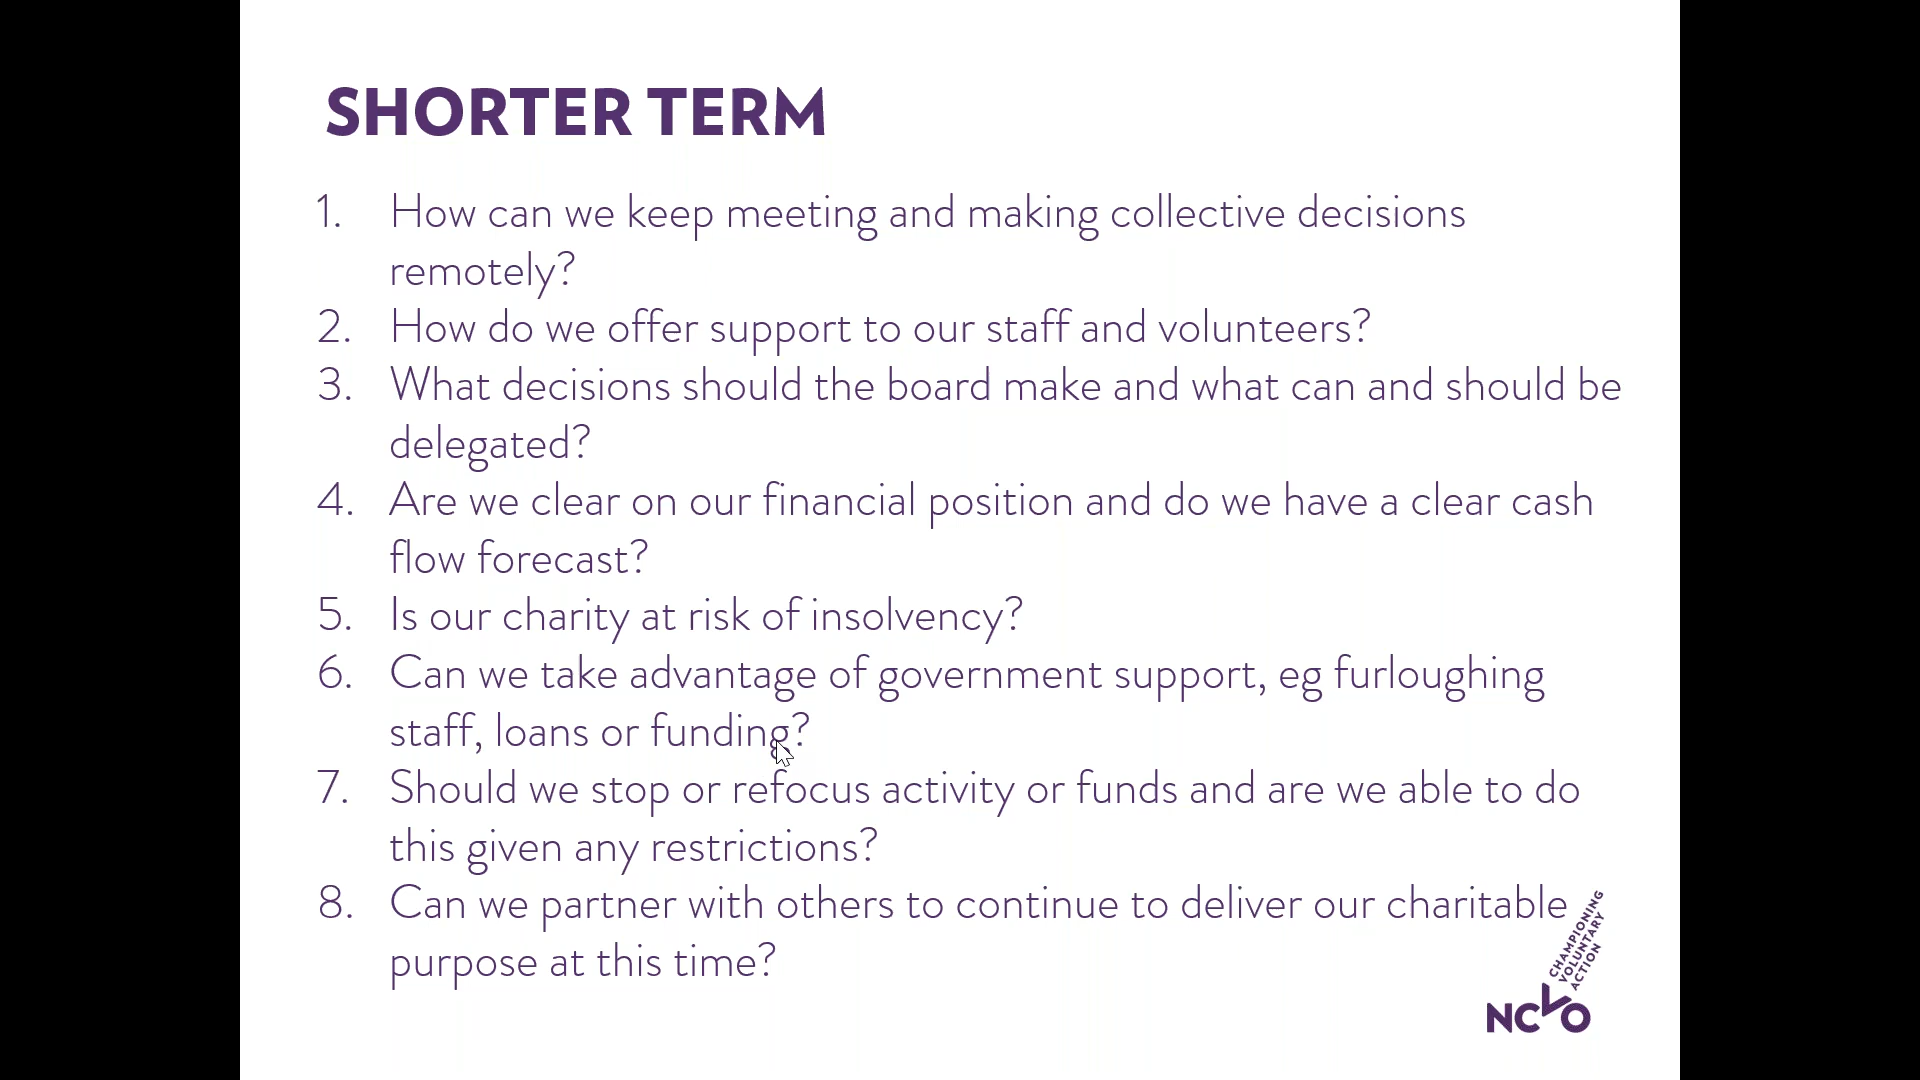 SHORTER TERM
1. How can we keep meeting and making collective decisions
remotely?
2. How do we offer support to our staff and volunteers?
3. What decisions should the board make and what can and should be
delegated?
4. Are we clear on our financial position and do we have a clear cash
flow forecast?
5. Is our charity at risk of insolvency?
6. Can we take advantage of government support, eg furloughing
staff, loans or funding?
7. Should we stop or refocus activity or funds and are we able to do
this given any restrictions?
8. Can we partner with others to continue to deliver our charitable
purpose at this time?
CHAMPIONING
VOLUNTARY
ACTION
NCVO